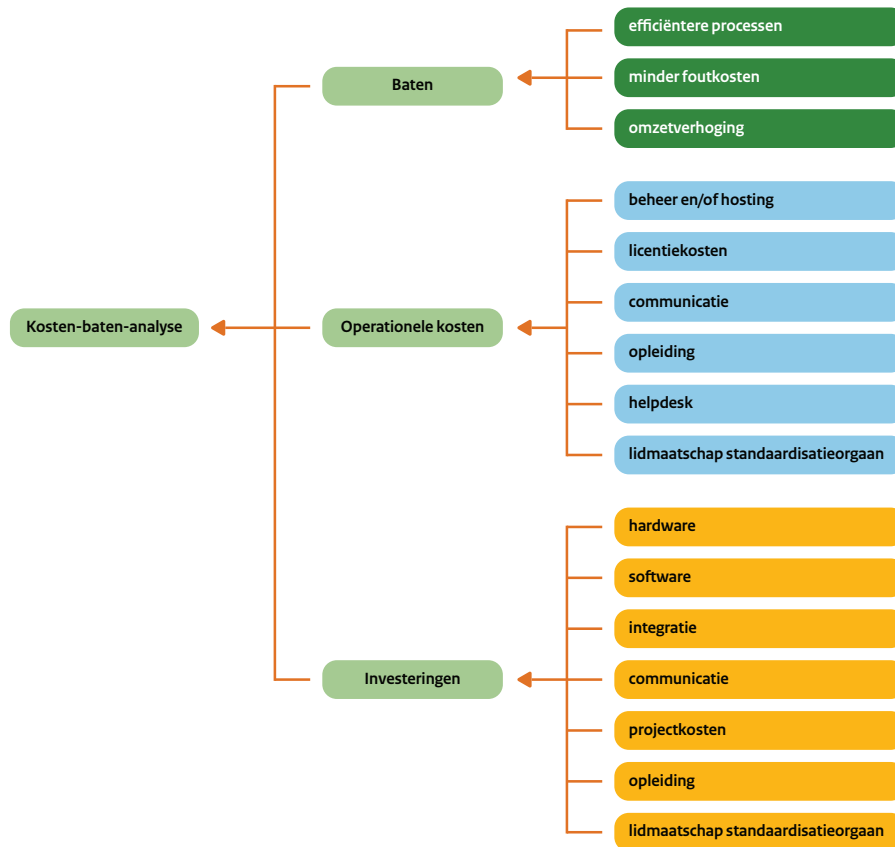 Kosten-baten-analyse
Baten
efficiëntere processen
minder foutkosten
omzetverhoging
Operationele kosten
beheer en/of hosting
licentiekosten
communicatie
opleiding
helpdesk
lidmaatschap standaardisatieorgaan
Investeringen
hardware
software
integratie
communicatie
projectkosten
opleiding
lidmaatschap standaardisatieorgaan